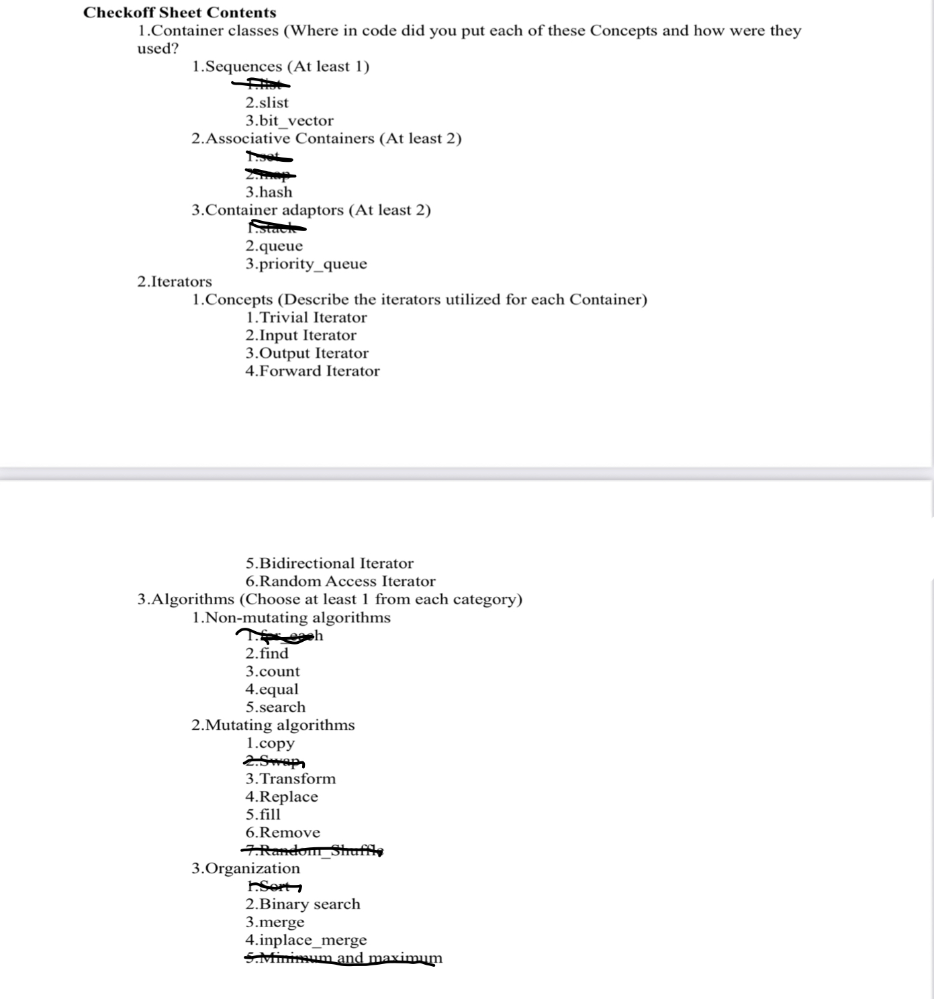 Checkoff Sheet Contents
1.Container classes (Where in code did you put each of these Concepts and how were they
used?
1.Sequences (At least 1)
1.list
2.slist
3.bit_vector
2.Associative Containers (At least 2)
1.set
2.map
3.hash
3.Container adaptors (At least 2)
1.stack
2.queue
3.priority_queue
2.Iterators
1.Concepts (Describe the iterators utilized for each Container)
1.Trivial Iterator
2.Input Iterator
3.Output Iterator
4.Forward Iterator
5.Bidirectional Iterator
6.Random Access Iterator
3.Algorithms (Choose at least 1 from each category)
1.Non-mutating algorithms
1.for_each
2.find
3.count
4.equal
5.search
2.Mutating algorithms
1.copy
2.Swap
3.Transform
4.Replace
5.fill
6.Remove
7.Random_Shuffle
3.Organization
1.Sort
2.Binary search
3.merge
4.inplace_merge
5.Minimum and maximum